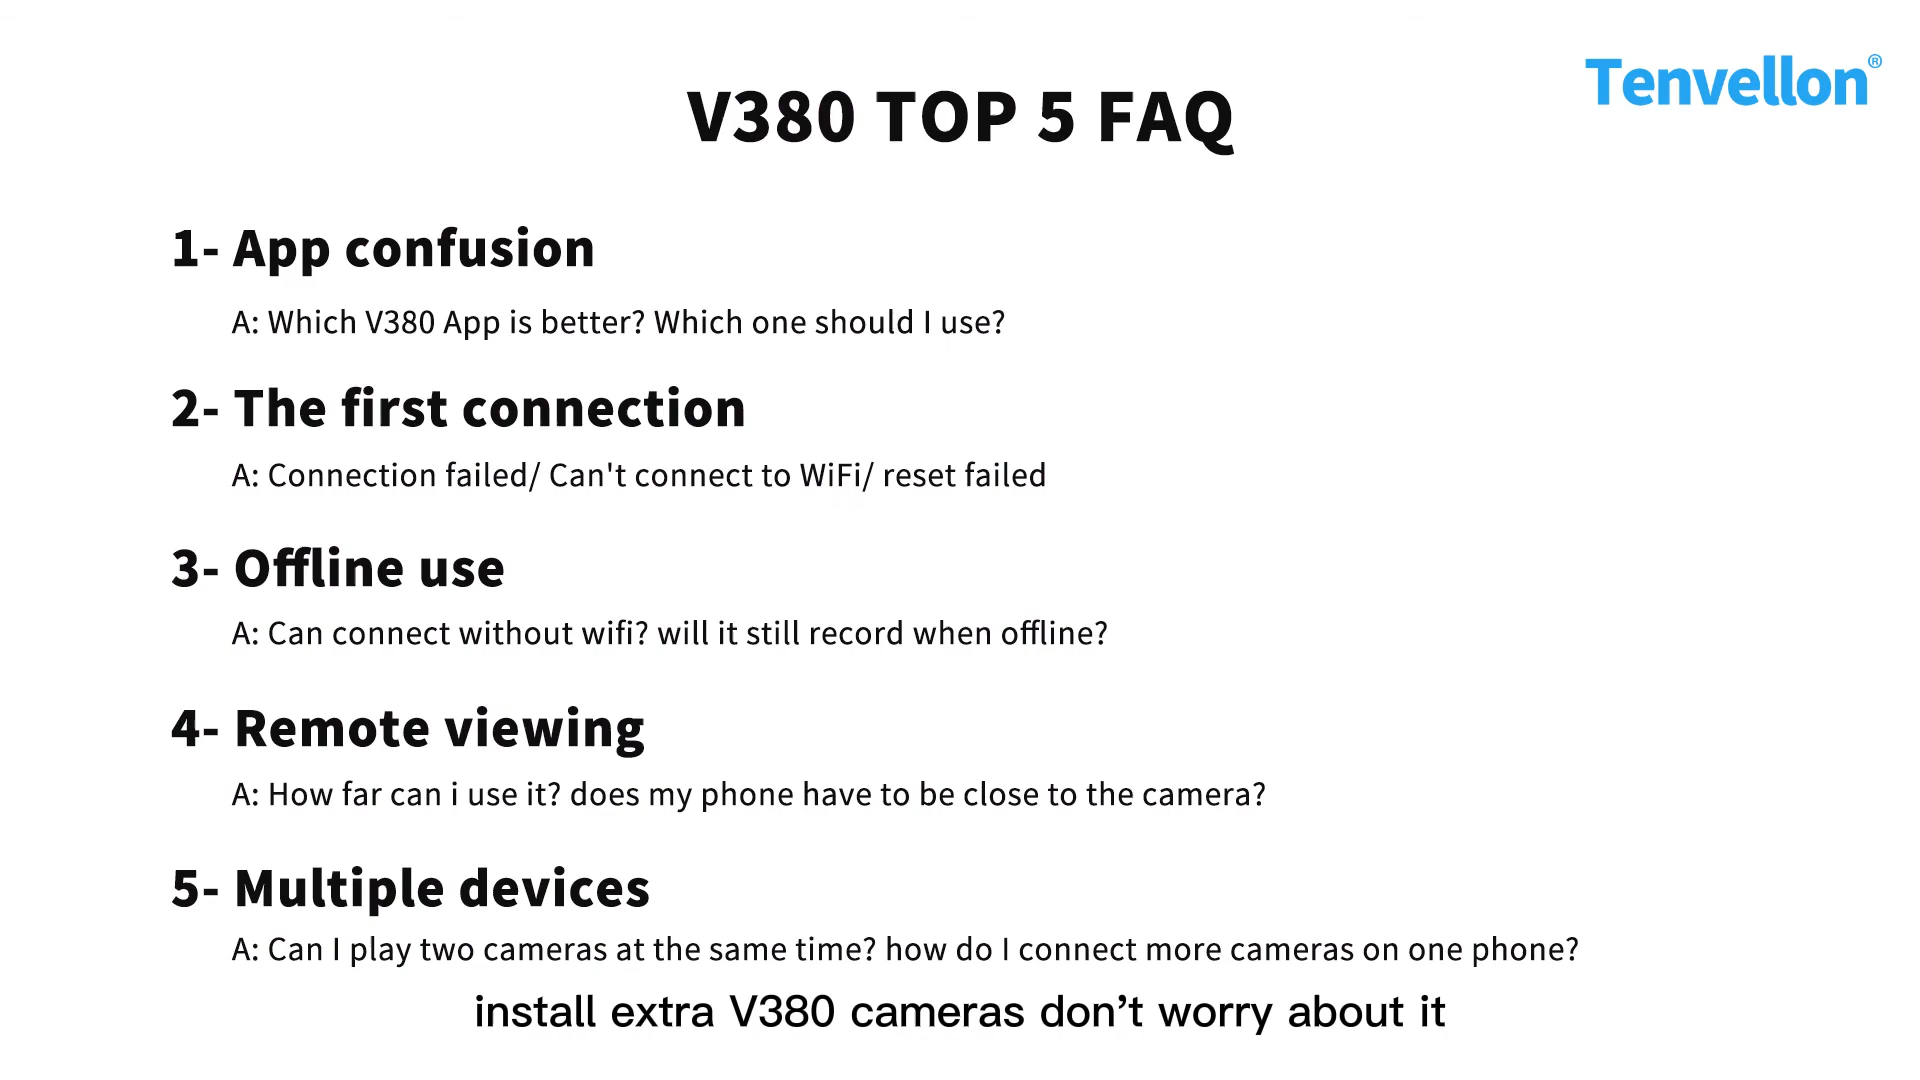 Tenvellon®
V380 TOP 5 FAQ
1- App confusion
A: Which V380 App is better? Which one should I use?
2- The first connection
A: Connection failed/ Can't connect to WiFi/ reset failed
3- Offline use
A: Can connect without wifi? will it still record when offline?
4- Remote viewing
A: How far can i use it? does my phone have to be close to the camera?
5- Multiple devices
A: Can I play two cameras at the same time? how do I connect more cameras on one phone?
install extra V380 cameras don’t worry about it